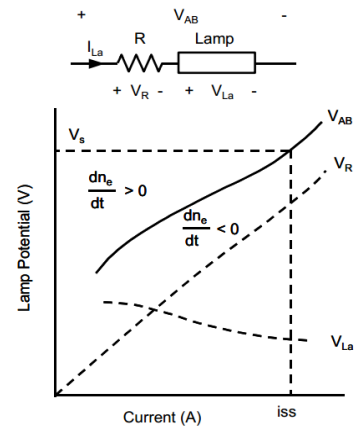 + V_AB -
I_La R Lamp
+ V_R - + V_La -
V_AB
V_s
V_R
dn_e/dt > 0
dn_e/dt < 0
Lamp Potential (V)
V_La
iss
Current (A)